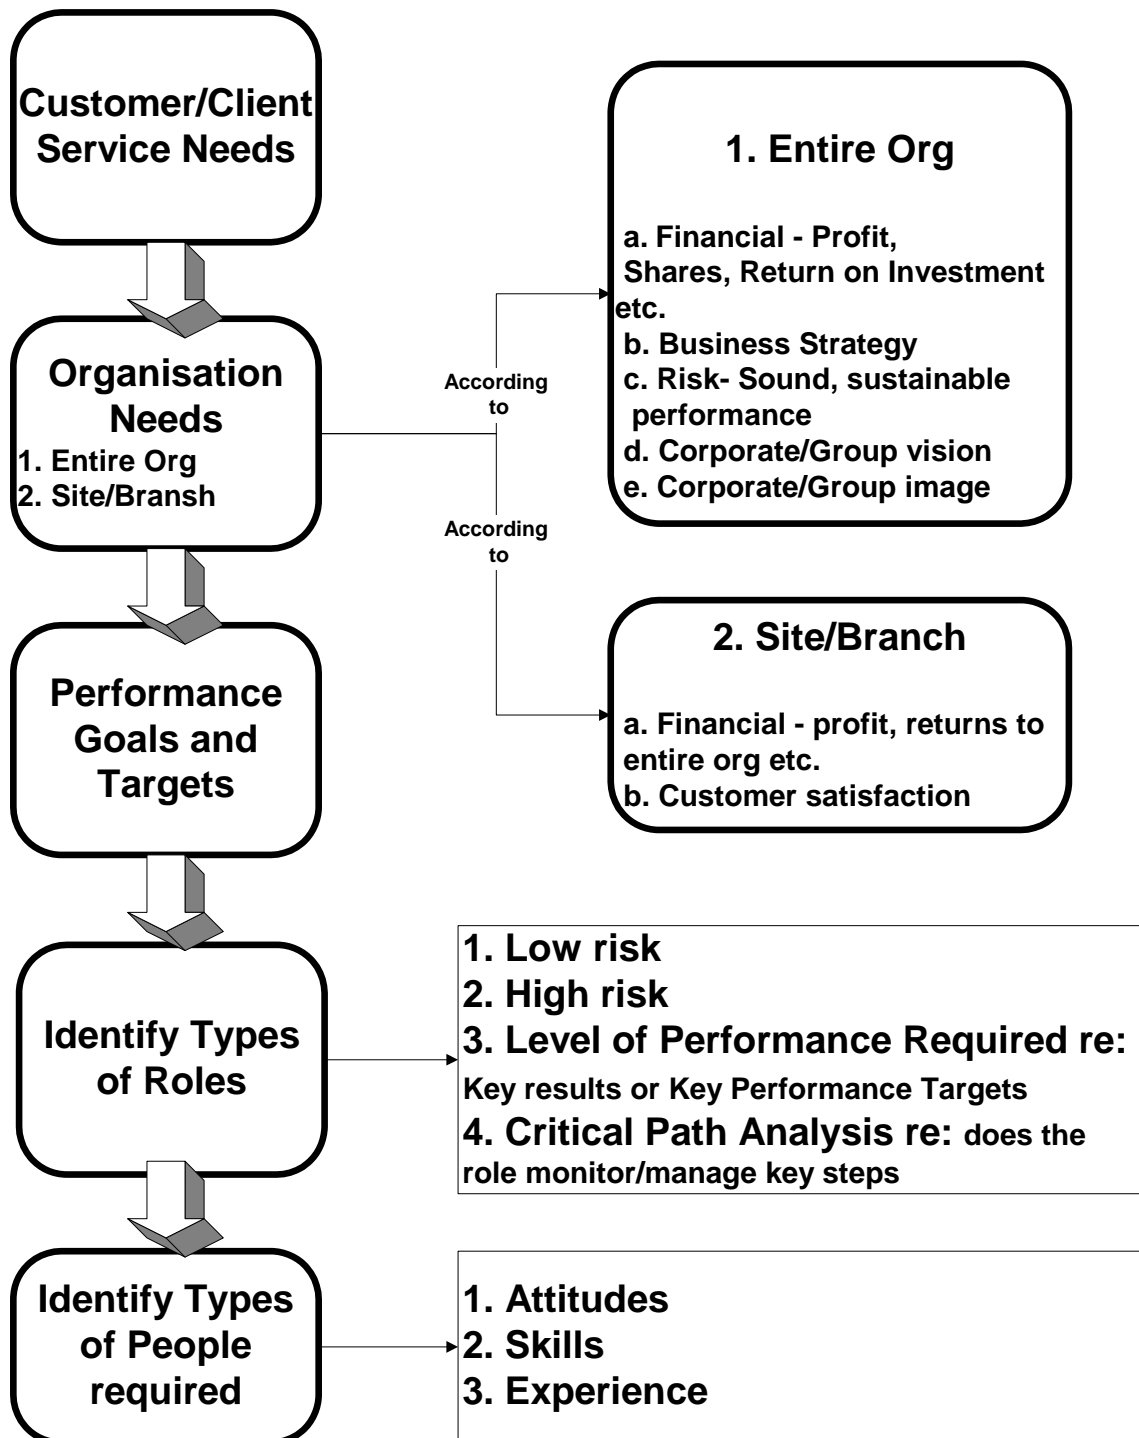 Customer/Client
Service Needs
Organisation
Needs
1. Entire Org
2. Site/Bransh
According
to
According
to
1. Entire Org
a. Financial - Profit,
Shares, Return on Investment
etc.
b. Business Strategy
c. Risk- Sound, sustainable
performance
d. Corporate/Group vision
e. Corporate/Group image
2. Site/Branch
a. Financial - profit, returns to
entire org etc.
b. Customer satisfaction
Performance
Goals and
Targets
Identify Types
of Roles
1. Low risk
2. High risk
3. Level of Performance Required re:
Key results or Key Performance Targets
4. Critical Path Analysis re: does the
role monitor/manage key steps
Identify Types
of People
required
1. Attitudes
2. Skills
3. Experience